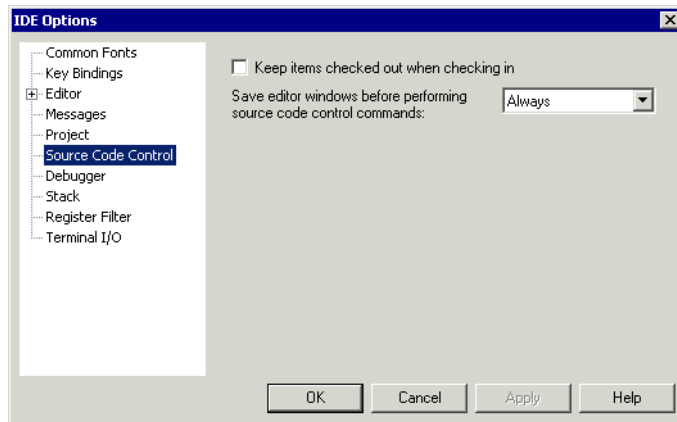 IDE Options
Common Fonts
Key Bindings
Editor
Messages
Project
Source Code Control
Debugger
Stack
Register Filter
Terminal I/O
Keep items checked out when checking in
Save editor windows before performing
source code control commands:
Always
OK
Cancel
Apply
Help